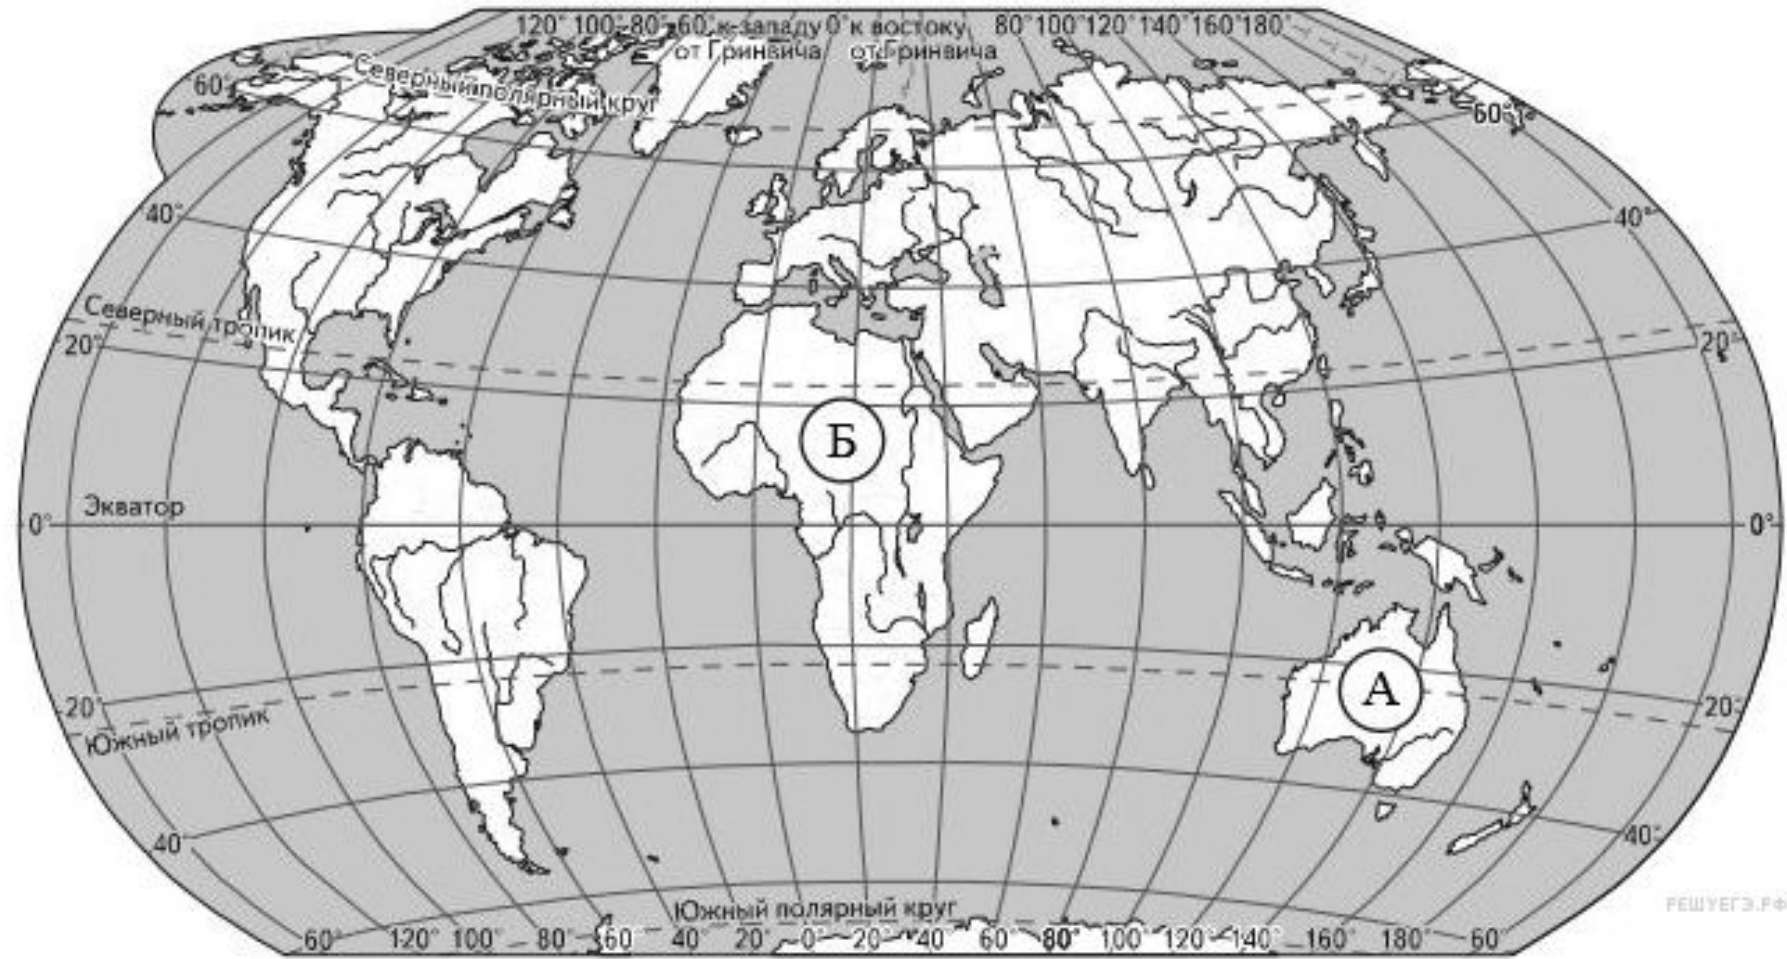 120° 100° 80° 60° к западу 0° к востоку 80° 100° 120° 140° 160° 180°
от Гринвича от Гринвича
Северный полярный круг
60° 60°
40° 40°
Северный тропик
20° 20°
Б
Экватор
0° 0°
А
20° 20°
Южный тропик
40° 40°
Южный полярный круг
РЕШУЕГЭ.РФ
60° 120° 100° 80° 60° 40° 20° 0° 20° 40° 60° 80° 100° 120° 140° 160° 180° 60°